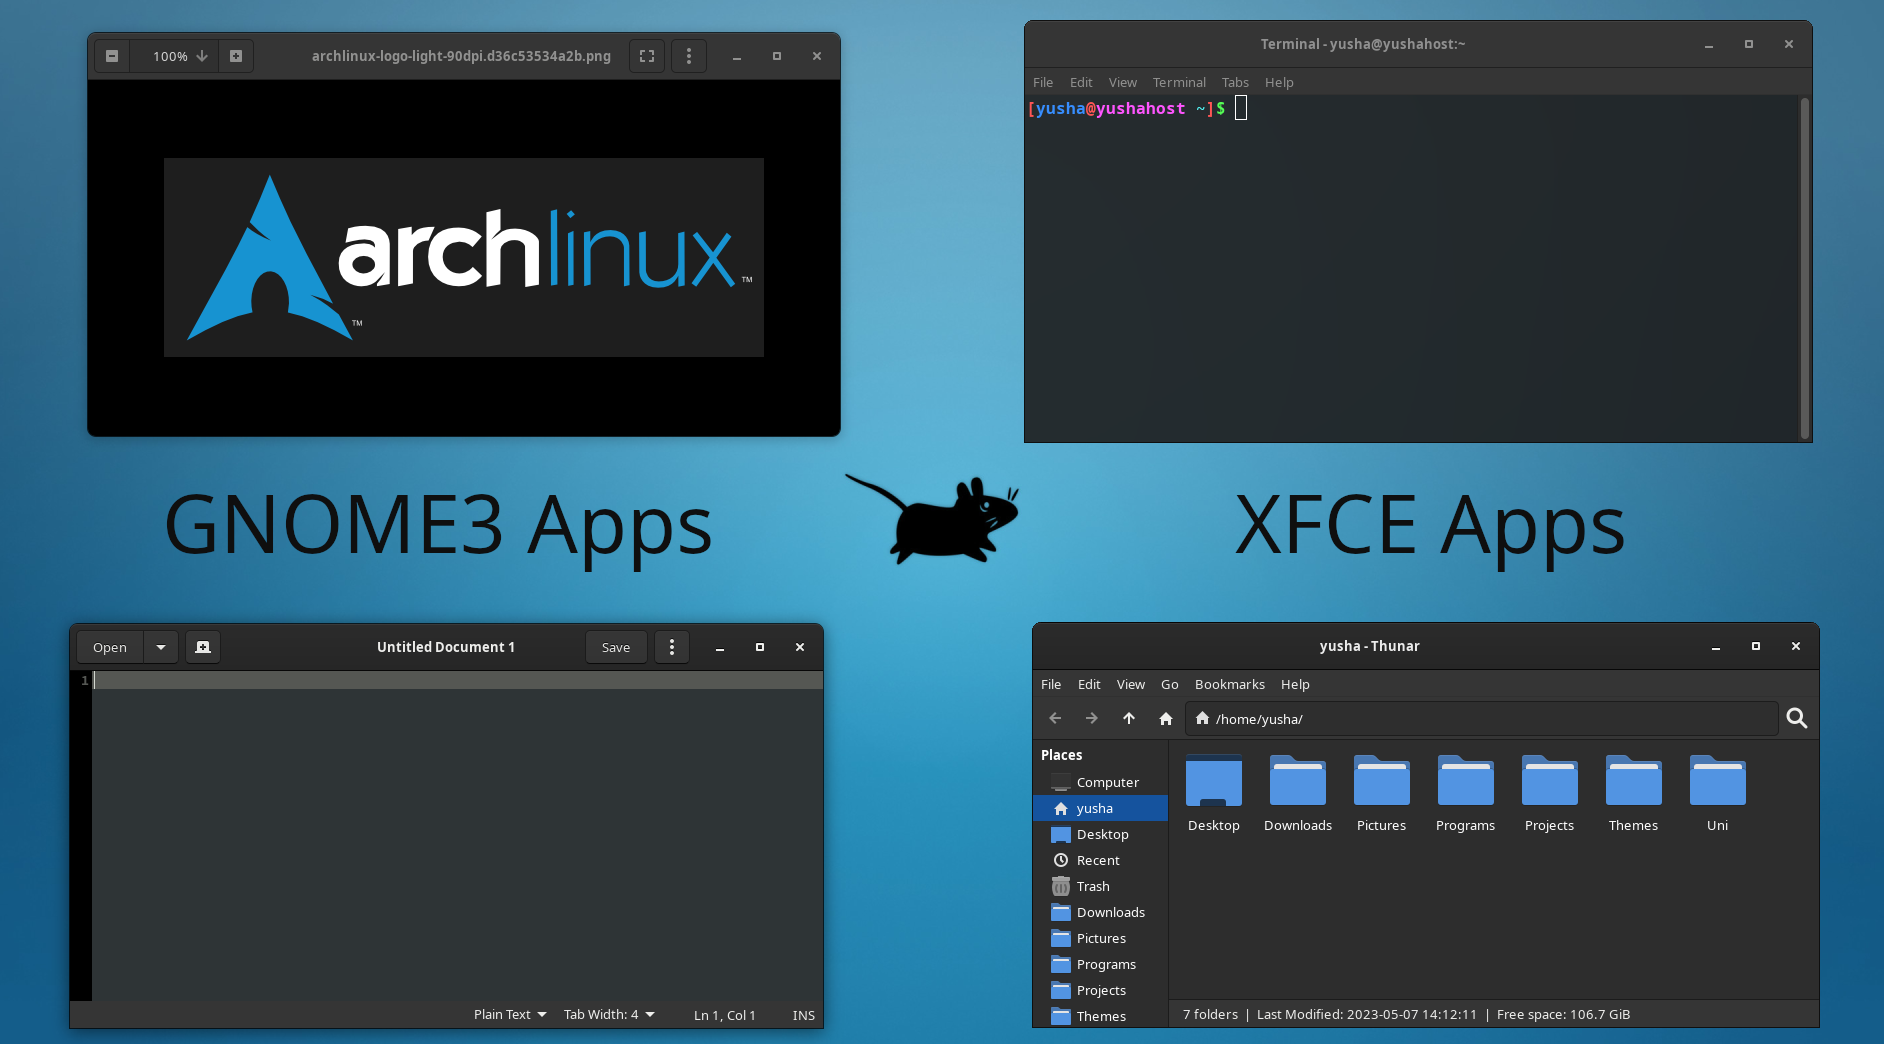 100%
archlinux-logo-light-90dpi.d36c53534a2b.png
archlinux™
™
Terminal - yusha@yushahost:~
File Edit View Terminal Tabs Help
[yusha@yushahost ~]$
GNOME3 Apps
XFCE Apps
Open
Untitled Document 1
Save
1
Plain Text
Tab Width: 4
Ln 1, Col 1
INS
yusha - Thunar
File Edit View Go Bookmarks Help
/home/yusha/
Places
Computer
yusha
Desktop
Recent
Trash
Downloads
Pictures
Programs
Projects
Themes
Desktop Downloads Pictures Programs Projects Themes Uni
7 folders | Last Modified: 2023-05-07 14:12:11 | Free space: 106.7 GiB